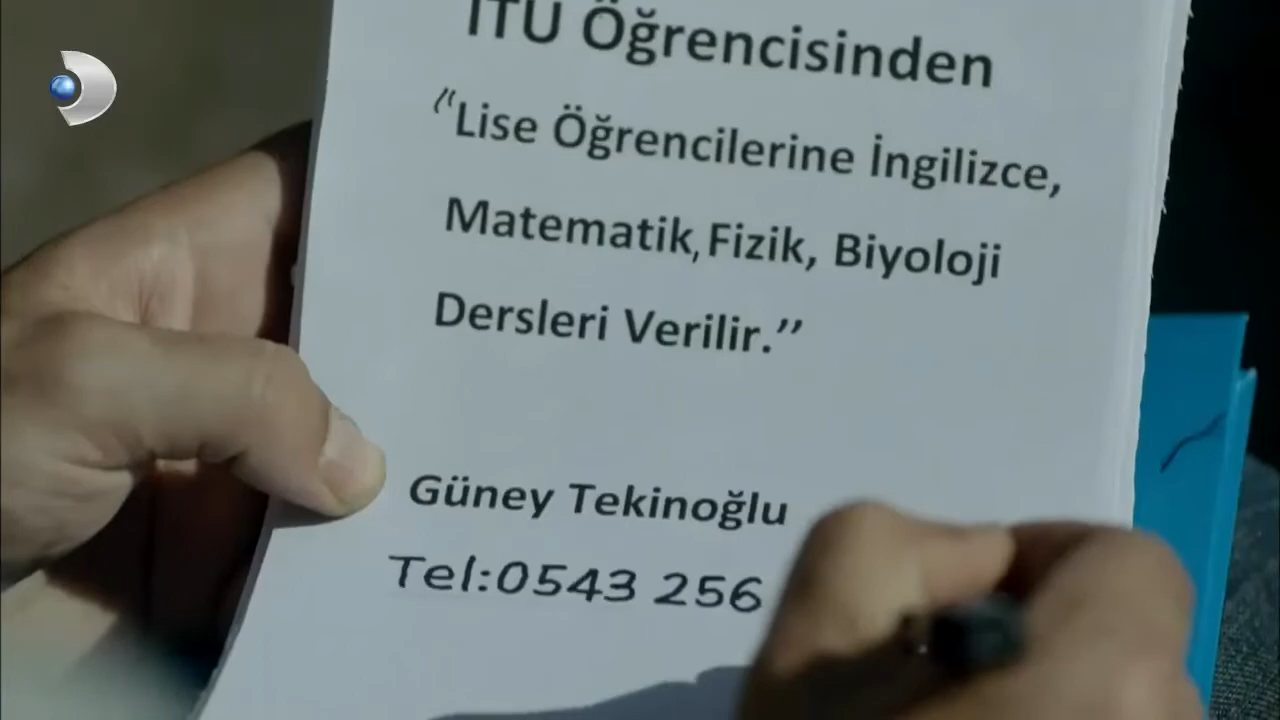 İTÜ Öğrencisinden
“Lise Öğrencilerine İngilizce,
Matematik, Fizik, Biyoloji
Dersleri Verilir.”
Güney Tekinoğlu
Tel:0543 256